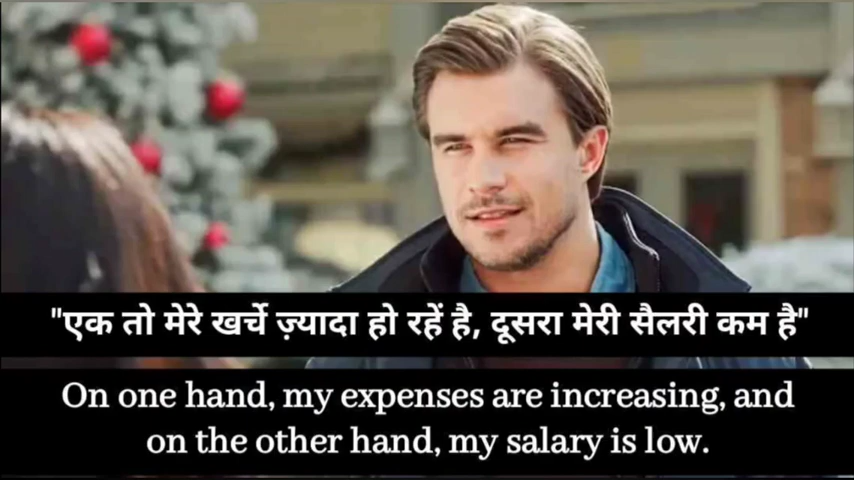 "एक तो मेरे खर्चे ज़्यादा हो रहें है, दूसरा मेरी सैलरी कम है"
On one hand, my expenses are increasing, and
on the other hand, my salary is low.